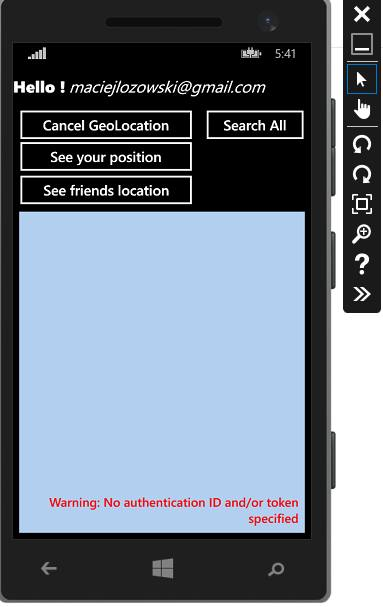 5:41
Hello ! maciejlozowski@gmail.com
Cancel GeoLocation
Search All
See your position
See friends location
Warning: No authentication ID and/or token
specified